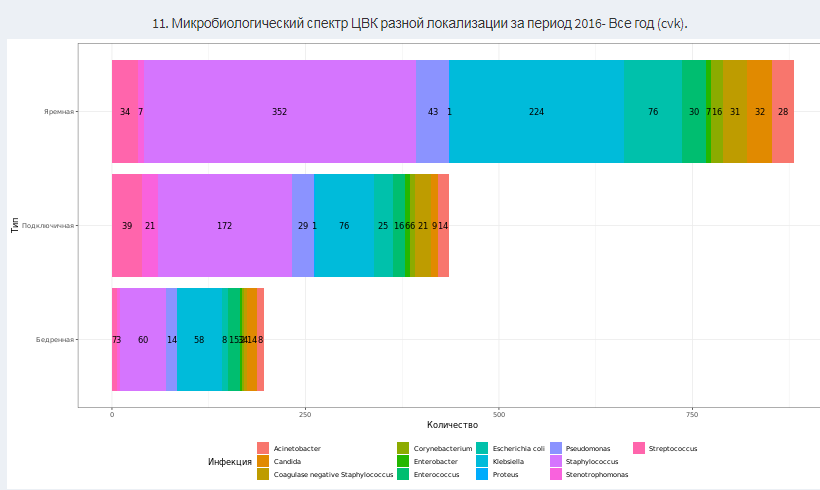 11. Микробиологический спектр ЦВК разной локализации за период 2016- Все год (cvk).
Яремная
34 7 352 43 1 224 76 30 7 16 31 32 28
Тип
Подключичная
39 21 172 29 1 76 25 16 6 6 21 9 14
Бедренная
7 3 60 14 58 8 15 14 8
0 250 500 750
Количество
Инфекция
Acinetobacter Corynebacterium Escherichia coli Pseudomonas Streptococcus
Candida Enterobacter Klebsiella Staphylococcus
Coagulase negative Staphylococcus Enterococcus Proteus Stenotrophomonas